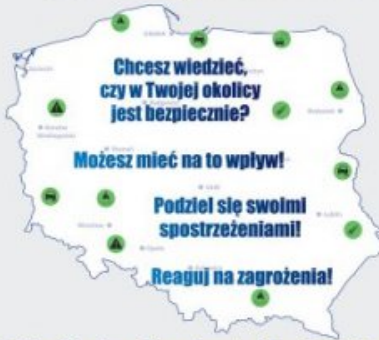 Chcesz wiedzieć,
czy w Twojej okolicy
jest bezpiecznie?
Możesz mieć na to wpływ!
Podziel się swoimi
spostrzeżeniami!
Reaguj na zagrożenia!